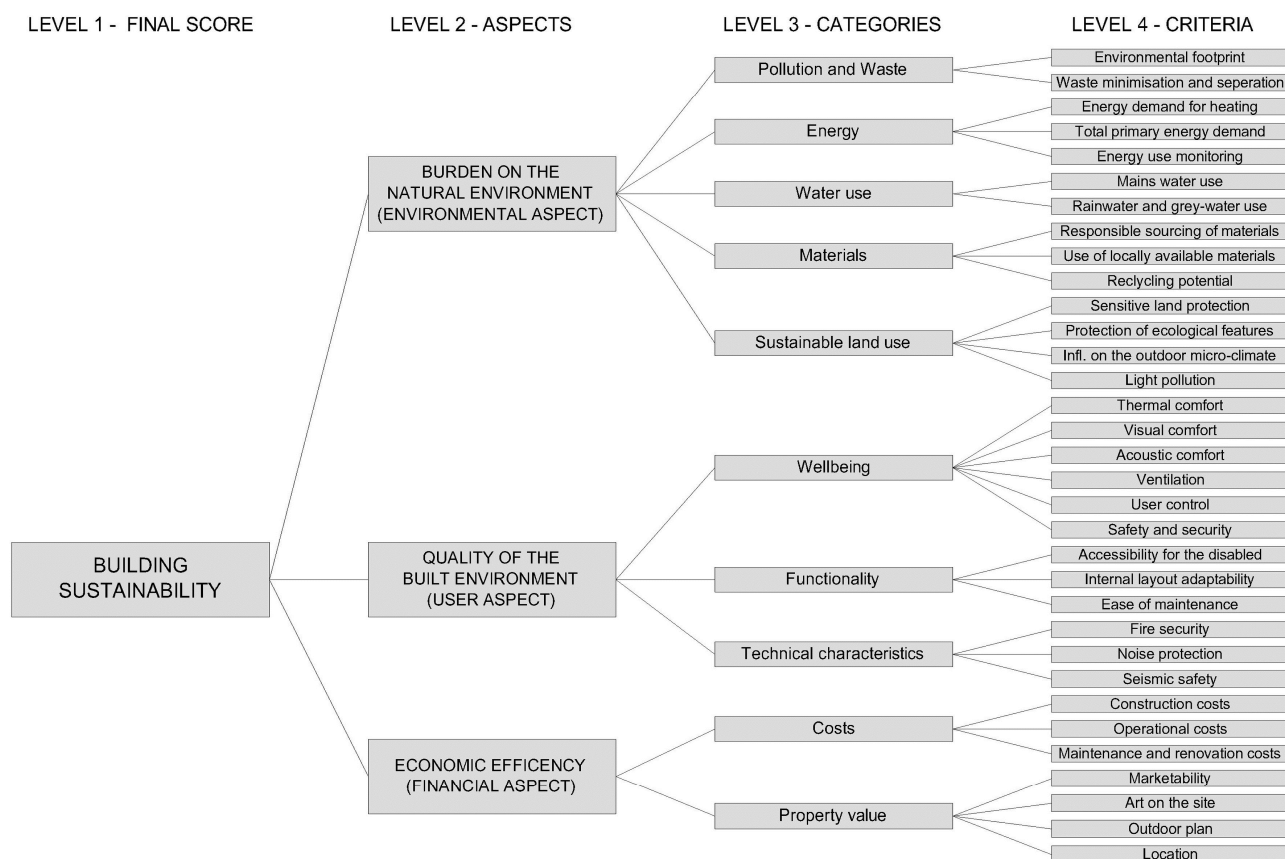 LEVEL 1 - FINAL SCORE
LEVEL 2 - ASPECTS
LEVEL 3 - CATEGORIES
LEVEL 4 - CRITERIA
BUILDING
SUSTAINABILITY
BURDEN ON THE
NATURAL ENVIRONMENT
(ENVIRONMENTAL ASPECT)
QUALITY OF THE
BUILT ENVIRONMENT
(USER ASPECT)
ECONOMIC EFFICENCY
(FINANCIAL ASPECT)
Pollution and Waste
Energy
Water use
Materials
Sustainable land use
Wellbeing
Functionality
Technical characteristics
Costs
Property value
Environmental footprint
Waste minimisation and seperation
Energy demand for heating
Total primary energy demand
Energy use monitoring
Mains water use
Rainwater and grey-water use
Responsible sourcing of materials
Use of locally available materials
Reclycling potential
Sensitive land protection
Protection of ecological features
Infl. on the outdoor micro-climate
Light pollution
Thermal comfort
Visual comfort
Acoustic comfort
Ventilation
User control
Safety and security
Accessibility for the disabled
Internal layout adaptability
Ease of maintenance
Fire security
Noise protection
Seismic safety
Construction costs
Operational costs
Maintenance and renovation costs
Marketability
Art on the site
Outdoor plan
Location